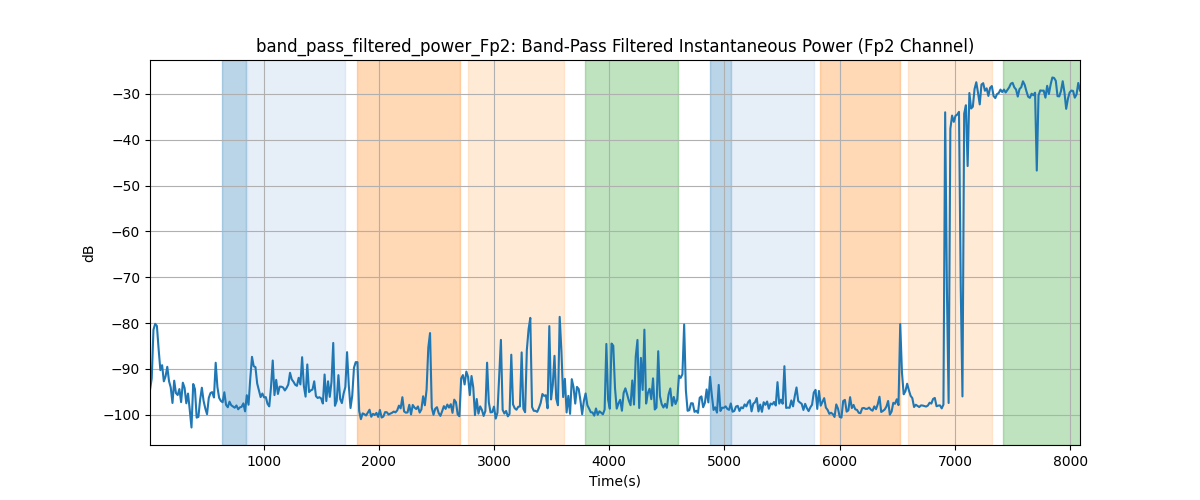 band_pass_filtered_power_Fp2: Band-Pass Filtered Instantaneous Power (Fp2 Channel)
−30
−40
−50
−60
−70
−80
−90
−100
dB
1000 2000 3000 4000 5000 6000 7000 8000
Time(s)